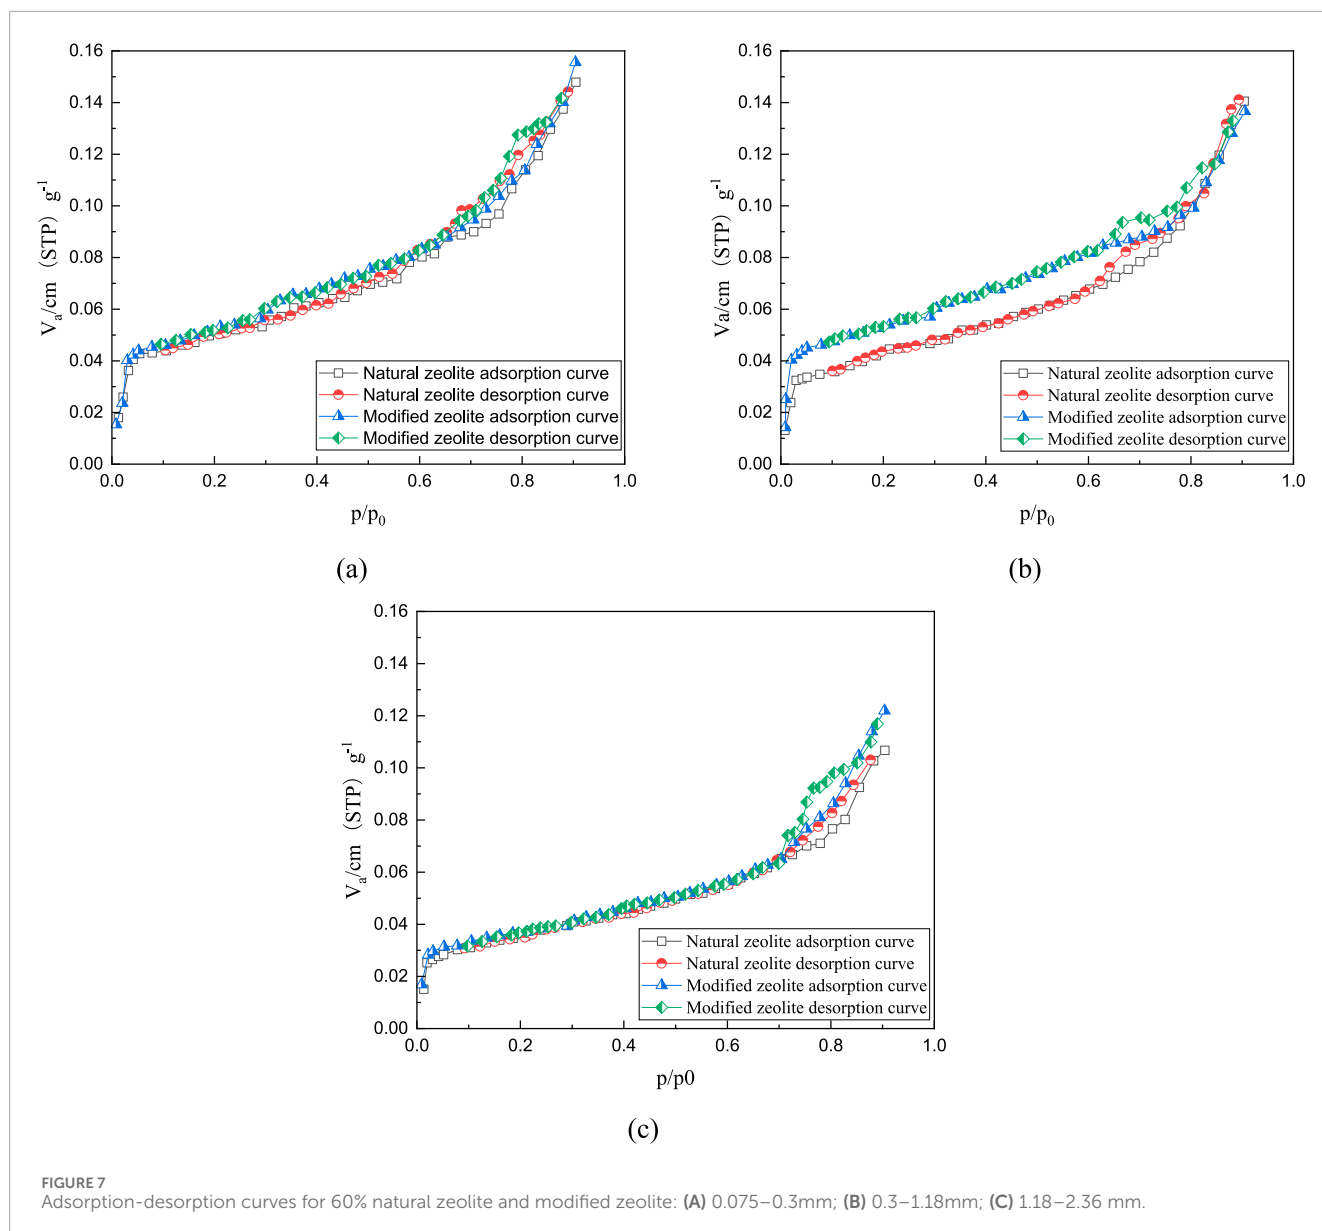 0.16
0.14
0.12
0.10
0.08
0.06
0.04
0.02
0.00
Va/cm (STP) g-1
Natural zeolite adsorption curve
Natural zeolite desorption curve
Modified zeolite adsorption curve
Modified zeolite desorption curve
0.0 0.2 0.4 0.6 0.8 1.0
p/p0
(a)
0.16
0.14
0.12
0.10
0.08
0.06
0.04
0.02
0.00
Va/cm (STP) g-1
Natural zeolite adsorption curve
Natural zeolite desorption curve
Modified zeolite adsorption curve
Modified zeolite desorption curve
0.0 0.2 0.4 0.6 0.8 1.0
p/p0
(b)
0.16
0.14
0.12
0.10
0.08
0.06
0.04
0.02
0.00
Va/cm (STP) g-1
Natural zeolite adsorption curve
Natural zeolite desorption curve
Modified zeolite adsorption curve
Modified zeolite desorption curve
0.0 0.2 0.4 0.6 0.8 1.0
p/p0
(c)
FIGURE 7
Adsorption-desorption curves for 60% natural zeolite and modified zeolite: (A) 0.075–0.3mm; (B) 0.3–1.18mm; (C) 1.18–2.36 mm.